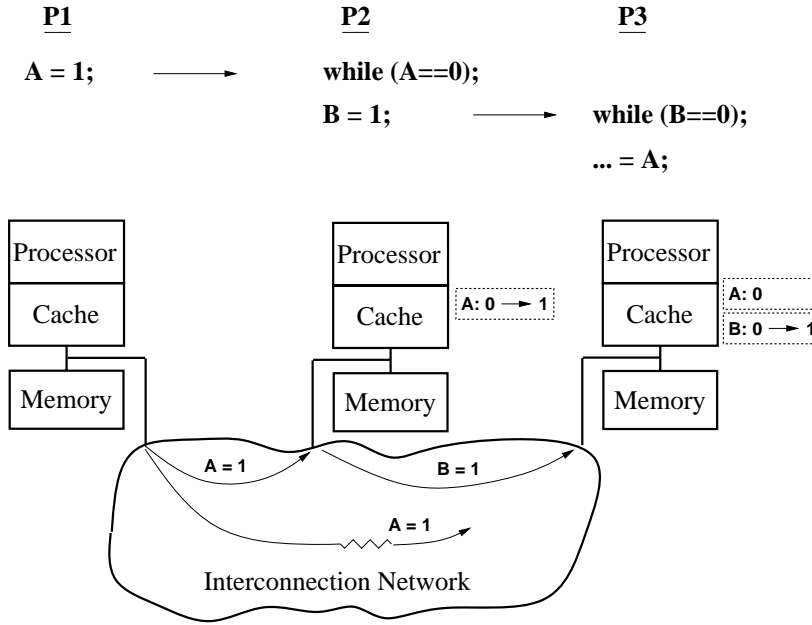 P1 P2 P3
A = 1; while (A==0);
B = 1; while (B==0);
... = A;
Processor Processor Processor
A: 0 1 A: 0
Cache Cache Cache
B: 0 1
Memory Memory Memory
A = 1 B = 1
A = 1
Interconnection Network